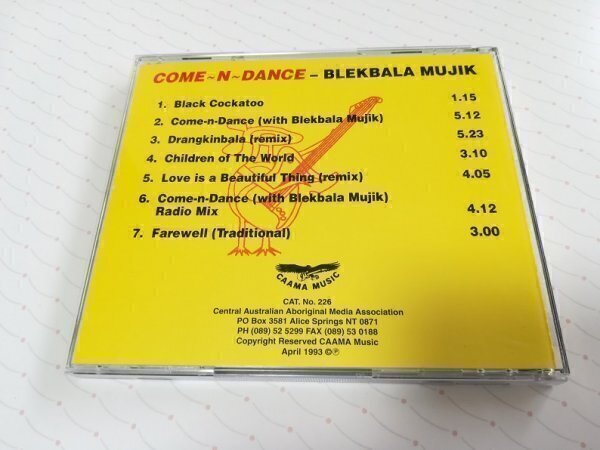 COME~N~DANCE – BLEKBALA MUJIK
1. Black Cockatoo 1.15
2. Come-n-Dance (with Blekbala Mujik) 5.12
3. Drangkinbala (remix) 5.23
4. Children of The World 3.10
5. Love is a Beautiful Thing (remix) 4.05
6. Come-n-Dance (with Blekbala Mujik)
Radio Mix 4.12
7. Farewell (Traditional) 3.00
CAAMA MUSIC
CAT. No. 226
Central Australian Aboriginal Media Association
PO Box 3581 Alice Springs NT 0871
PH (089) 52 5299 FAX (089) 53 0188
Copyright Reserved CAAMA Music
April 1993 ©℗